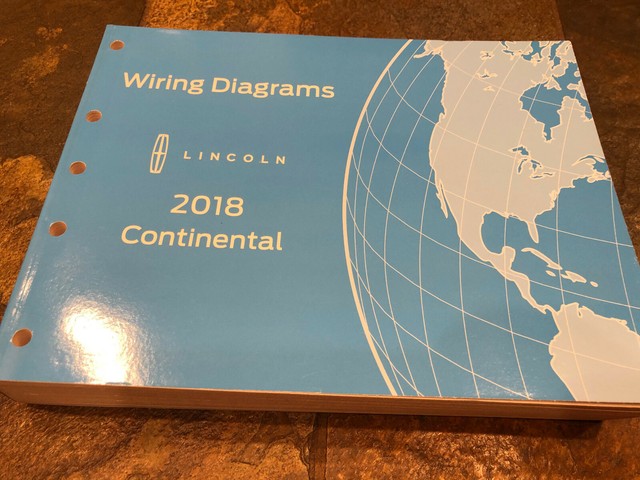 Wiring Diagrams
LINCOLN
2018
Continental